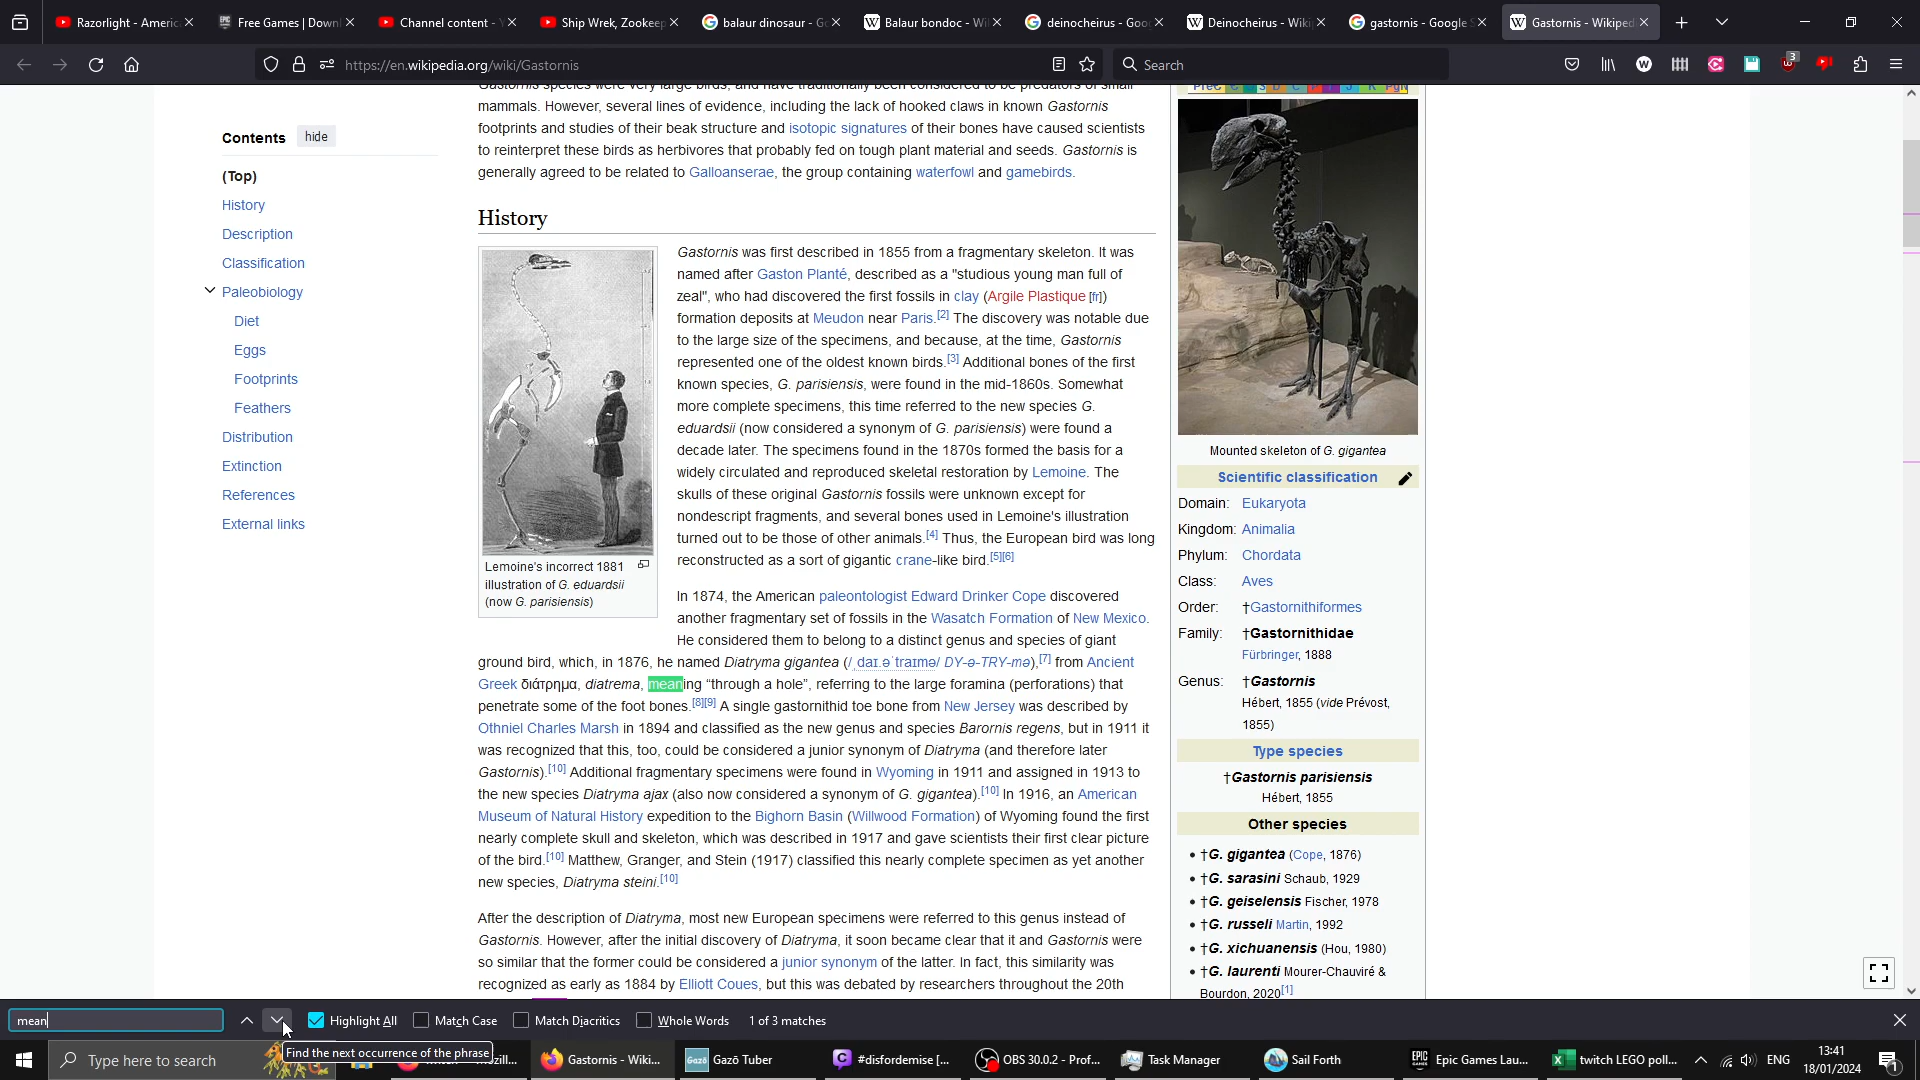 Razorlight - Americ
Free Games | Down
Channel content - Y
Ship Wrek, Zookeep
balaur dinosaur - Go
Balaur bondoc - Wi
deinocheirus - Goo
Deinocheirus - Wiki
gastornis - Google S
Gastornis - Wikiped
https://en.wikipedia.org/wiki/Gastornis
Search
3
Contents
hide
(Top)
History
Description
Classification
Paleobiology
Diet
Eggs
Footprints
Feathers
Distribution
Extinction
References
External links
Gastornis species were very large birds, and have traditionally been considered to be predators of small
mammals. However, several lines of evidence, including the lack of hooked claws in known Gastornis
footprints and studies of their beak structure and isotopic signatures of their bones have caused scientists
to reinterpret these birds as herbivores that probably fed on tough plant material and seeds. Gastornis is
generally agreed to be related to Galloanserae, the group containing waterfowl and gamebirds.
History
Gastornis was first described in 1855 from a fragmentary skeleton. It was
named after Gaston Planté, described as a "studious young man full of
zeal", who had discovered the first fossils in clay (Argile Plastique [fr])
formation deposits at Meudon near Paris.[2] The discovery was notable due
to the large size of the specimens, and because, at the time, Gastornis
represented one of the oldest known birds.[3] Additional bones of the first
known species, G. parisiensis, were found in the mid-1860s. Somewhat
more complete specimens, this time referred to the new species G.
eduardsii (now considered a synonym of G. parisiensis) were found a
decade later. The specimens found in the 1870s formed the basis for a
widely circulated and reproduced skeletal restoration by Lemoine. The
skulls of these original Gastornis fossils were unknown except for
nondescript fragments, and several bones used in Lemoine's illustration
turned out to be those of other animals.[4] Thus, the European bird was long
reconstructed as a sort of gigantic crane-like bird.[5][6]
Lemoine's incorrect 1881
illustration of G. eduardsii
(now G. parisiensis)
In 1874, the American paleontologist Edward Drinker Cope discovered
another fragmentary set of fossils in the Wasatch Formation of New Mexico.
He considered them to belong to a distinct genus and species of giant
ground bird, which, in 1876, he named Diatryma gigantea (/ˌdaɪ.əˈtraɪmə/ DY-ə-TRY-mə),[7] from Ancient
Greek διάτρημα, diatrema, meaning “through a hole”, referring to the large foramina (perforations) that
penetrate some of the foot bones.[8][9] A single gastornithid toe bone from New Jersey was described by
Othniel Charles Marsh in 1894 and classified as the new genus and species Barornis regens, but in 1911 it
was recognized that this, too, could be considered a junior synonym of Diatryma (and therefore later
Gastornis).[10] Additional fragmentary specimens were found in Wyoming in 1911 and assigned in 1913 to
the new species Diatryma ajax (also now considered a synonym of G. gigantea).[10] In 1916, an American
Museum of Natural History expedition to the Bighorn Basin (Willwood Formation) of Wyoming found the first
nearly complete skull and skeleton, which was described in 1917 and gave scientists their first clear picture
of the bird.[10] Matthew, Granger, and Stein (1917) classified this nearly complete specimen as yet another
new species, Diatryma steini.[10]
After the description of Diatryma, most new European specimens were referred to this genus instead of
Gastornis. However, after the initial discovery of Diatryma, it soon became clear that it and Gastornis were
so similar that the former could be considered a junior synonym of the latter. In fact, this similarity was
recognized as early as 1884 by Elliott Coues, but this was debated by researchers throughout the 20th
PreꞒ Ꞓ O S D C P T J K PgN
Mounted skeleton of G. gigantea
Scientific classification
Domain: Eukaryota
Kingdom: Animalia
Phylum: Chordata
Class: Aves
Order: †Gastornithiformes
Family: †Gastornithidae
Fürbringer, 1888
Genus: †Gastornis
Hébert, 1855 (vide Prévost,
1855)
Type species
†Gastornis parisiensis
Hébert, 1855
Other species
• †G. gigantea (Cope, 1876)
• †G. sarasini Schaub, 1929
• †G. geiselensis Fischer, 1978
• †G. russeli Martin, 1992
• †G. xichuanensis (Hou, 1980)
• †G. laurenti Mourer-Chauviré &
Bourdon, 2020[1]
mean
Highlight All
Match Case
Match Diacritics
Whole Words
1 of 3 matches
Find the next occurrence of the phrase
Type here to search
Gastornis - Wiki...
Gazō
Gazō Tuber
#disfordemise [...
OBS 30.0.2 - Prof...
Task Manager
Sail Forth
Epic Games Lau...
twitch LEGO poll...
ENG
13:41
18/01/2024
1